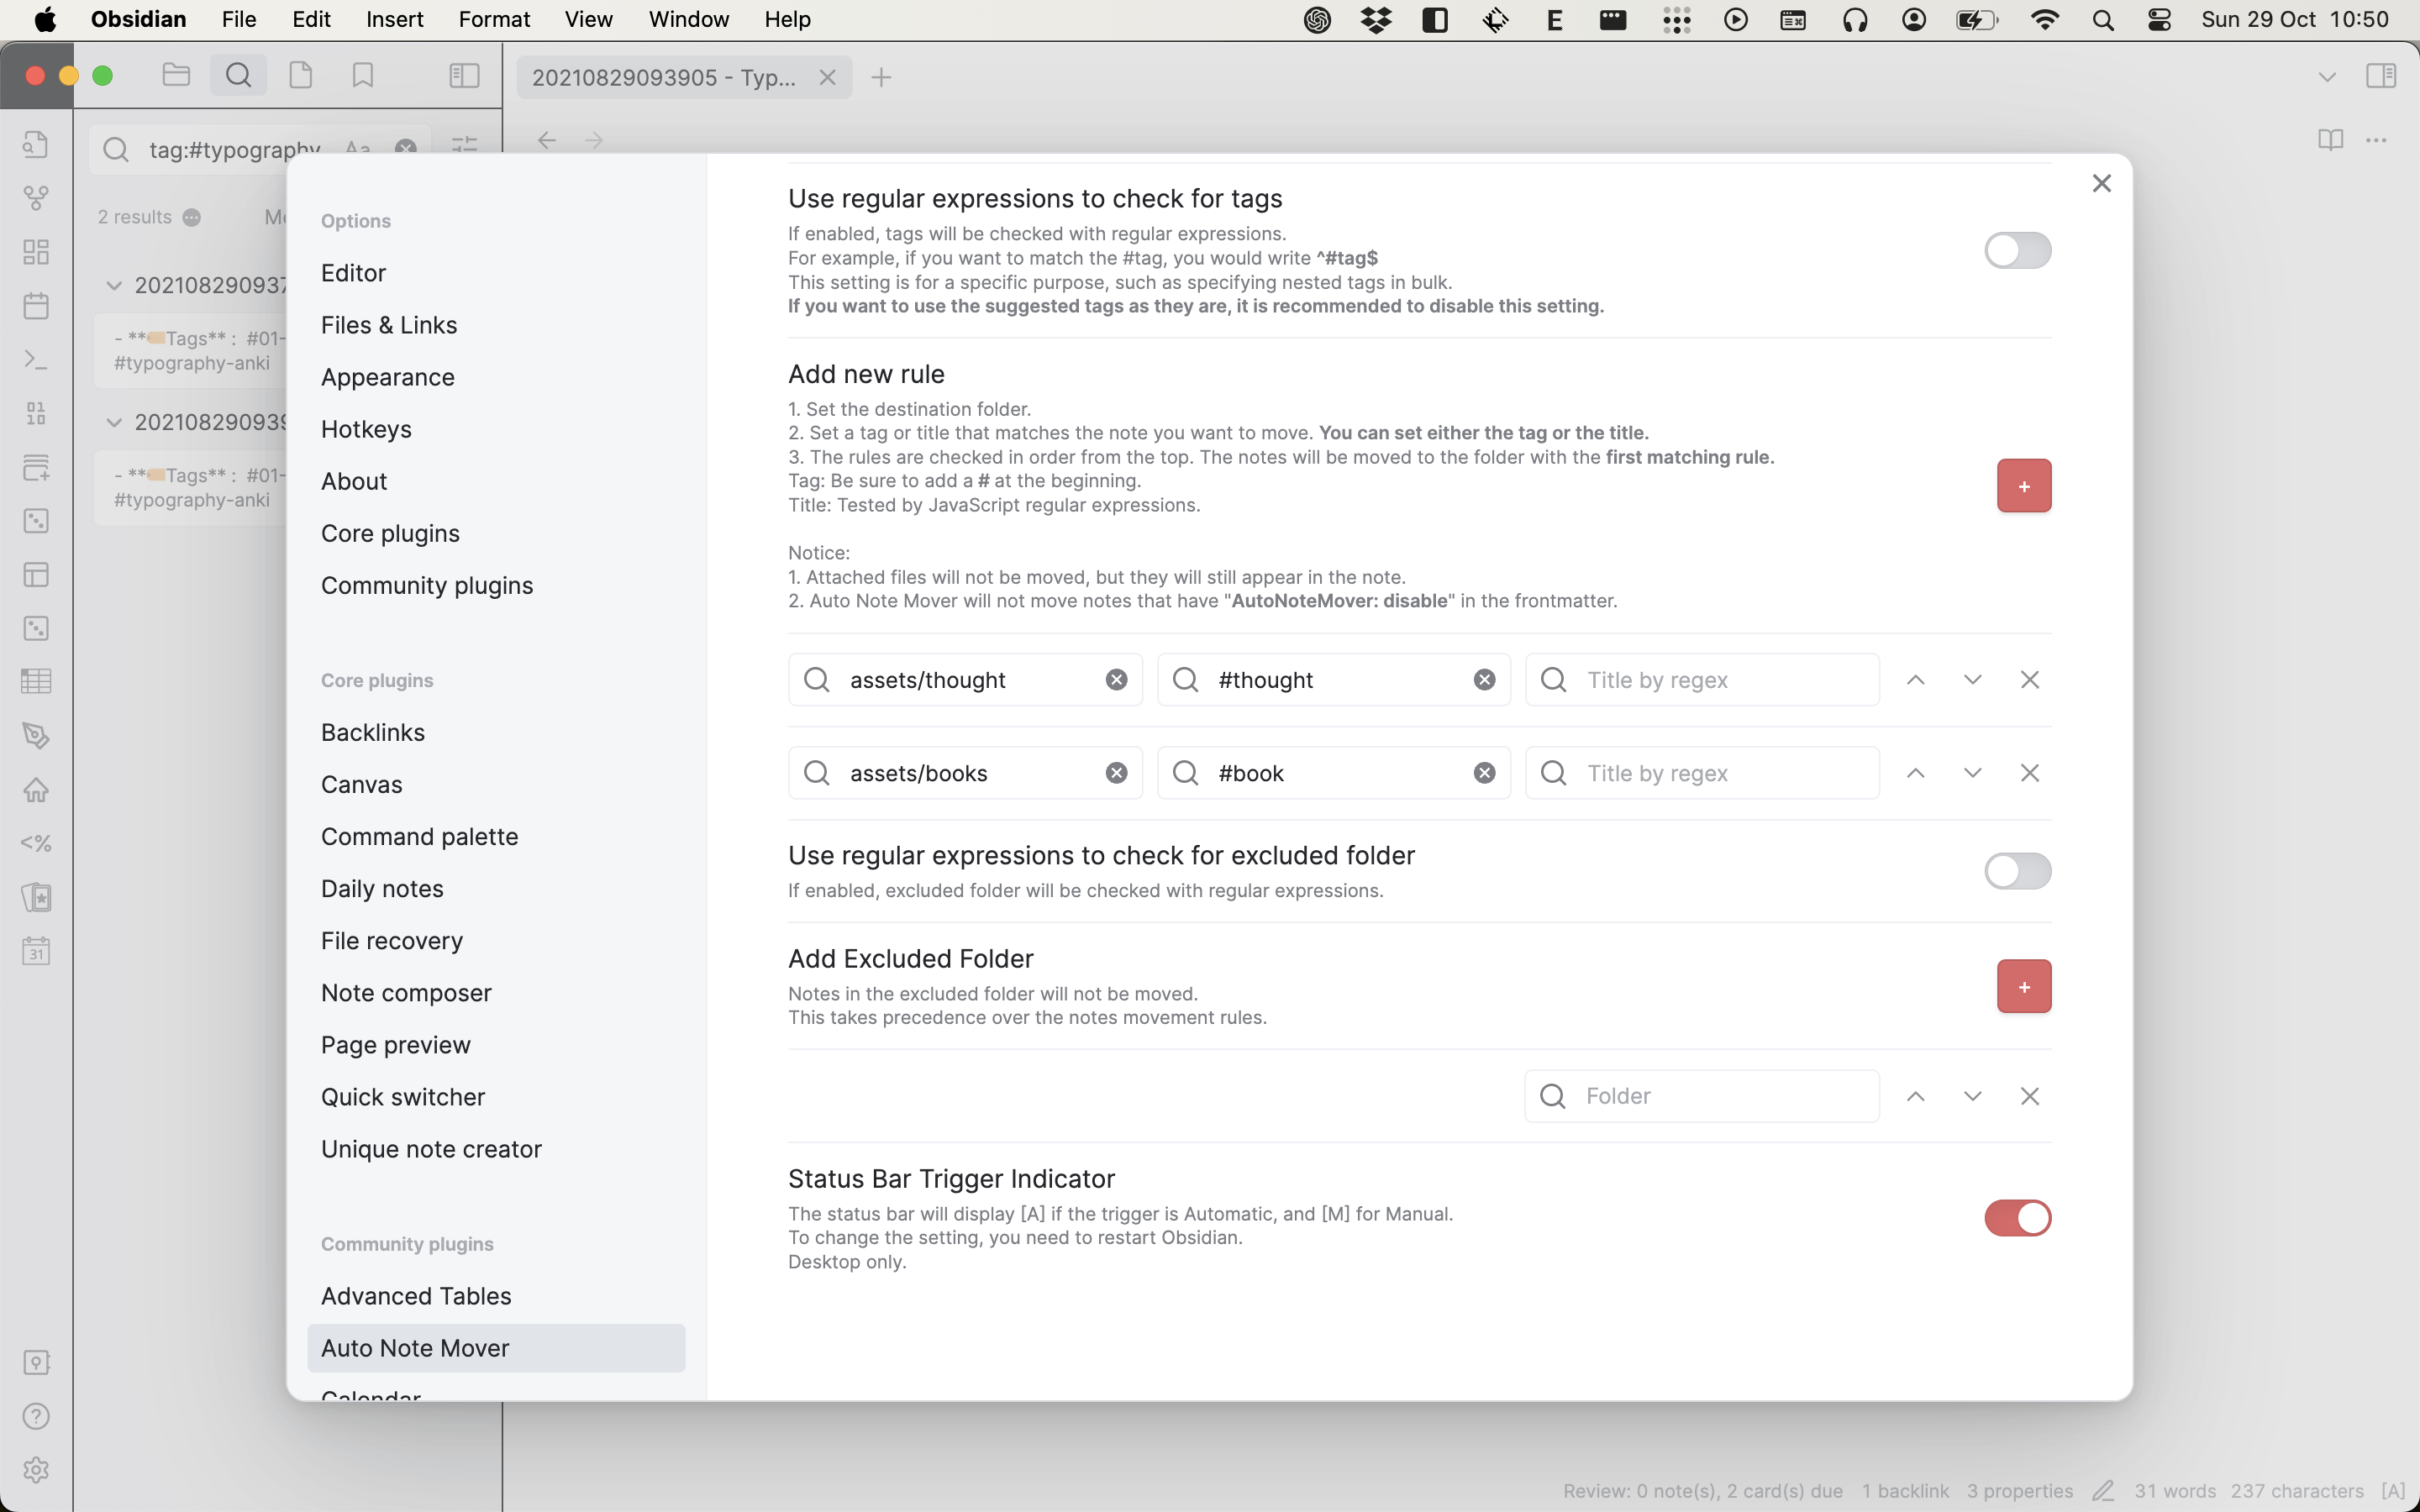 Obsidian File Edit Insert Format View Window Help
E
Sun 29 Oct 10:50
20210829093905 - Typ...
tag:#typography
Aa
2 results
2021082909937
- **Tags** : #01-
#typography-anki
2021082909939
- **Tags** : #01-
#typography-anki
<%
31
Options
Editor
Files & Links
Appearance
Hotkeys
About
Core plugins
Community plugins
Core plugins
Backlinks
Canvas
Command palette
Daily notes
File recovery
Note composer
Page preview
Quick switcher
Unique note creator
Community plugins
Advanced Tables
Auto Note Mover
Calendar
Use regular expressions to check for tags
If enabled, tags will be checked with regular expressions.
For example, if you want to match the #tag, you would write ^#tag$
This setting is for a specific purpose, such as specifying nested tags in bulk.
If you want to use the suggested tags as they are, it is recommended to disable this setting.
Add new rule
1. Set the destination folder.
2. Set a tag or title that matches the note you want to move. You can set either the tag or the title.
3. The rules are checked in order from the top. The notes will be moved to the folder with the first matching rule.
Tag: Be sure to add a # at the beginning.
Title: Tested by JavaScript regular expressions.
+
Notice:
1. Attached files will not be moved, but they will still appear in the note.
2. Auto Note Mover will not move notes that have "AutoNoteMover: disable" in the frontmatter.
assets/thought #thought Title by regex
assets/books #book Title by regex
Use regular expressions to check for excluded folder
If enabled, excluded folder will be checked with regular expressions.
Add Excluded Folder
Notes in the excluded folder will not be moved.
This takes precedence over the notes movement rules.
+
Folder
Status Bar Trigger Indicator
The status bar will display [A] if the trigger is Automatic, and [M] for Manual.
To change the setting, you need to restart Obsidian.
Desktop only.
Review: 0 note(s), 2 card(s) due 1 backlink 3 properties 31 words 237 characters [A]